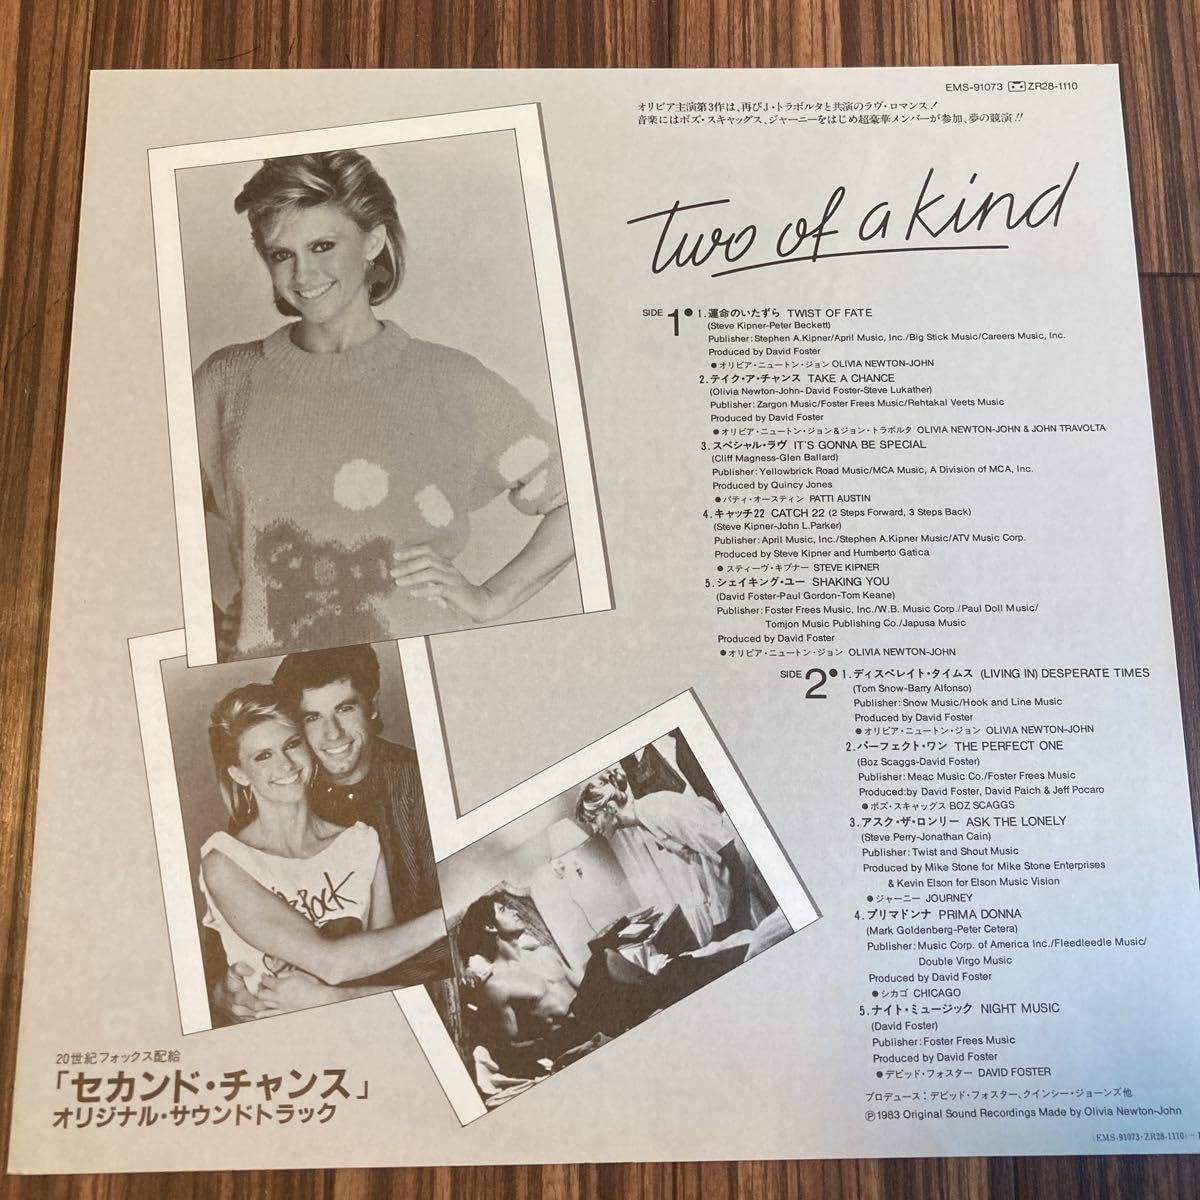 EMS-91073 ZR28-1110
オリビア主演第3作は、再びJ・トラボルタと共演のラヴ・ロマンス!
音楽にはボズ・スキャッグス、ジャーニーをはじめ超豪華メンバーが参加、夢の競演!!
two of a kind
SIDE 1
1.運命のいたずら TWIST OF FATE
(Steve Kipner-Peter Beckett)
Publisher:Stephen A.Kipner/April Music, Inc./Big Stick Music/Careers Music, Inc.
Produced by David Foster
●オリビア・ニュートン・ジョン OLIVIA NEWTON-JOHN
2.テイク・ア・チャンス TAKE A CHANCE
(Olivia Newton-John-David Foster-Steve Lukather)
Publisher:Zargon Music/Foster Frees Music/Rehtakal Veets Music
Produced by David Foster
●オリビア・ニュートン・ジョン&ジョン・トラボルタ OLIVIA NEWTON-JOHN & JOHN TRAVOLTA
3.スペシャル・ラヴ IT'S GONNA BE SPECIAL
(Cliff Magness-Glen Ballard)
Publisher:Yellowbrick Road Music/MCA Music, A Division of MCA, Inc.
Produced by Quincy Jones
●パティ・オースティン PATTI AUSTIN
4.キャッチ22 CATCH 22 (2 Steps Forward, 3 Steps Back)
(Steve Kipner-John L.Parker)
Publisher:April Music, Inc./Stephen A.Kipner Music/ATV Music Corp.
Produced by Steve Kipner and Humberto Gatica
●スティーヴ・キプナー STEVE KIPNER
5.シェイキング・ユー SHAKING YOU
(David Foster-Paul Gordon-Tom Keane)
Publisher:Foster Frees Music, Inc./W.B. Music Corp./Paul Doll Music/
Tomjon Music Publishing Co./Japusa Music
Produced by David Foster
●オリビア・ニュートン・ジョン OLIVIA NEWTON-JOHN
SIDE 2
1.ディスペレイト・タイムス (LIVING IN) DESPERATE TIMES
(Tom Snow-Barry Alfonso)
Publisher:Snow Music/Hook and Line Music
Produced by David Foster
●オリビア・ニュートン・ジョン OLIVIA NEWTON-JOHN
2.パーフェクト・ワン THE PERFECT ONE
(Boz Scaggs-David Foster)
Publisher:Meac Music Co./Foster Frees Music
Produced:by David Foster, David Paich & Jeff Pocaro
●ボズ・スキャッグス BOZ SCAGGS
3.アスク・ザ・ロンリー ASK THE LONELY
(Steve Perry-Jonathan Cain)
Publisher:Twist and Shout Music
Produced by Mike Stone for Mike Stone Enterprises
& Kevin Elson for Elson Music Vision
●ジャーニー JOURNEY
4.プリマドンナ PRIMA DONNA
(Mark Goldenberg-Peter Cetera)
Publisher:Music Corp. of America Inc./Fleedleedle Music/
Double Virgo Music
Produced by David Foster
●シカゴ CHICAGO
5.ナイト・ミュージック NIGHT MUSIC
(David Foster)
Publisher:Foster Frees Music
Produced by David Foster
●デビッド・フォスター DAVID FOSTER
プロデュース:デビッド・フォスター、クインシー・ジョーンズ他
Ⓟ1983 Original Sound Recordings Made by Olivia Newton-John
(EMS-91073・ZR28-1110)-1
20世紀フォックス配給
「セカンド・チャンス」
オリジナル・サウンドトラック